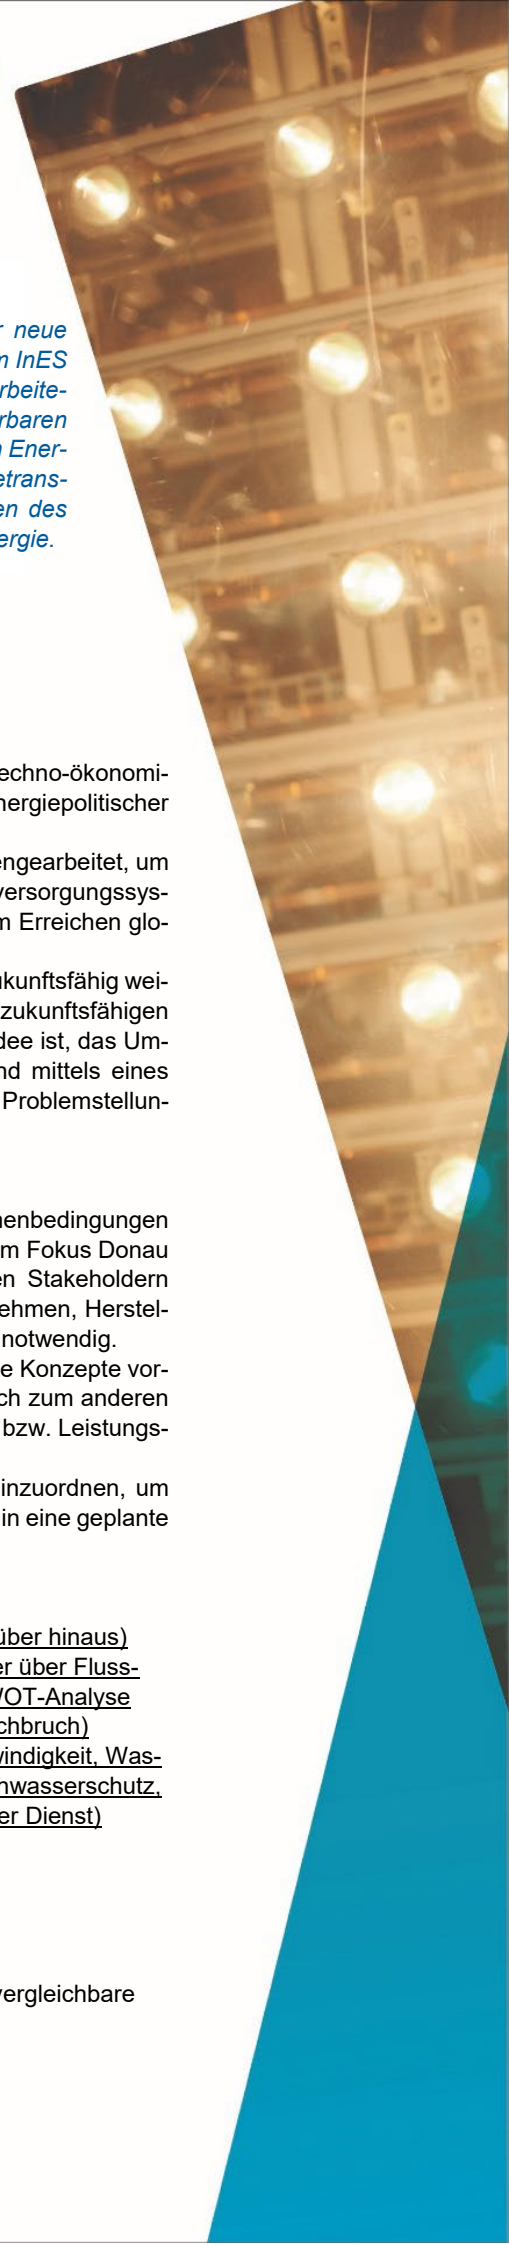 r neue
n InES
rbeite-
rbaren
n Ener-
etrans-
en des
ergie.
echno-ökonomi-
nergiepolitischer
engearbeitet, um
versorgungssys-
m Erreichen glo-
ukunftsfähig wei-
zukunftsfähigen
dee ist, das Um-
nd mittels eines
Problemstellun-
nenbedingungen
em Fokus Donau
en Stakeholdern
ehmen, Herstel-
notwendig.
e Konzepte vor-
ch zum anderen
bzw. Leistungs-
inzuordnen, um
in eine geplante
über hinaus)
er über Fluss-
WOT-Analyse
chbruch)
windigkeit, Was-
hwasserschutz,
er Dienst)
vergleichbare